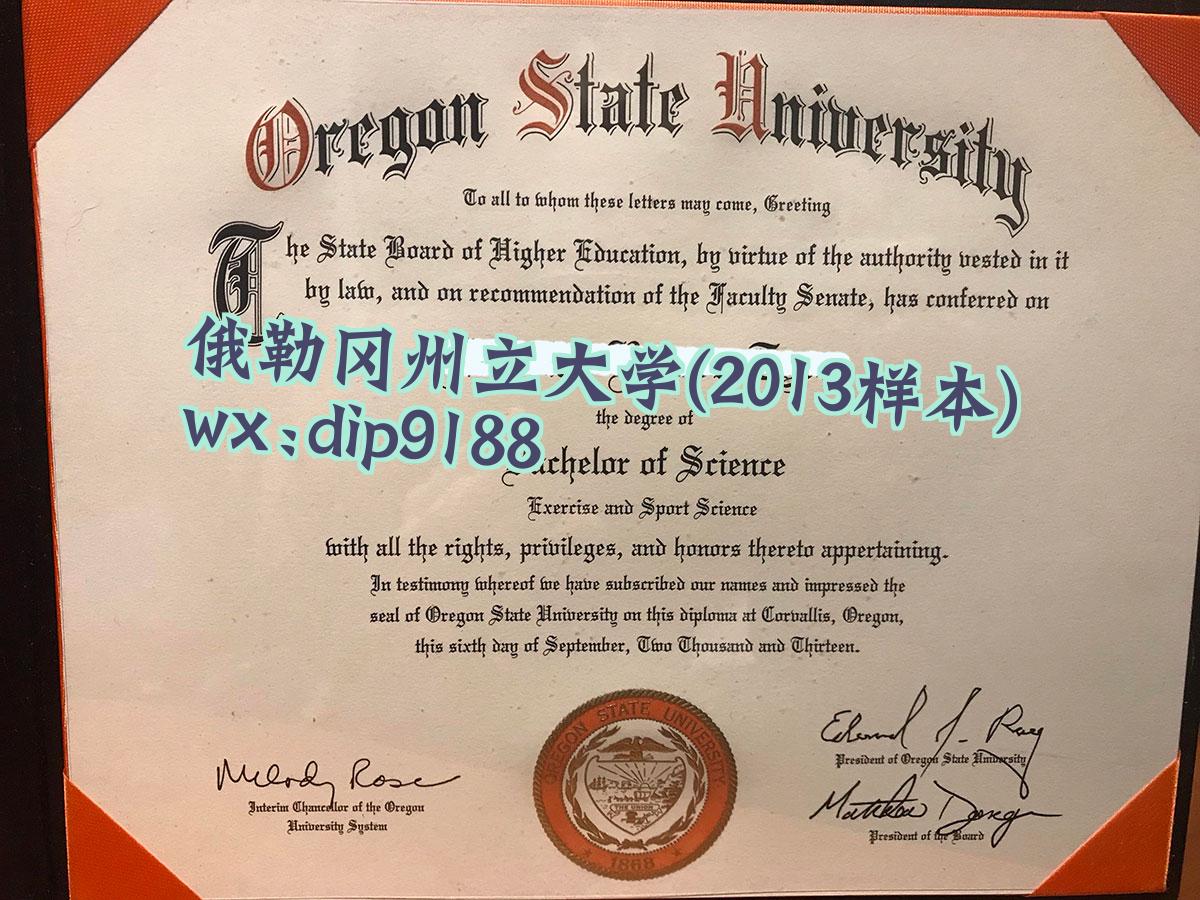 Oregon State University
To all to whom these letters may come, Greeting
The State Board of Higher Education, by virtue of the authority vested in it
by law, and on recommendation of the Faculty Senate, has conferred on
俄勒冈州立大学(2013样本)
the degree of
wx:dip9188
of Science
Exercise and Sport Science
with all the rights, privileges, and honors thereto appertaining.
In testimony whereof we have subscribed our names and impressed the
seal of Oregon State University on this diploma at Corvallis, Oregon,
this sixth day of September, Two Thousand and Thirteen.
OREGON STATE UNIVERSITY
THE UNION
1868
Melody Rose
Interim Chancellor of the Oregon
University System
Edward J. Ray
President of Oregon State University
President of the Board